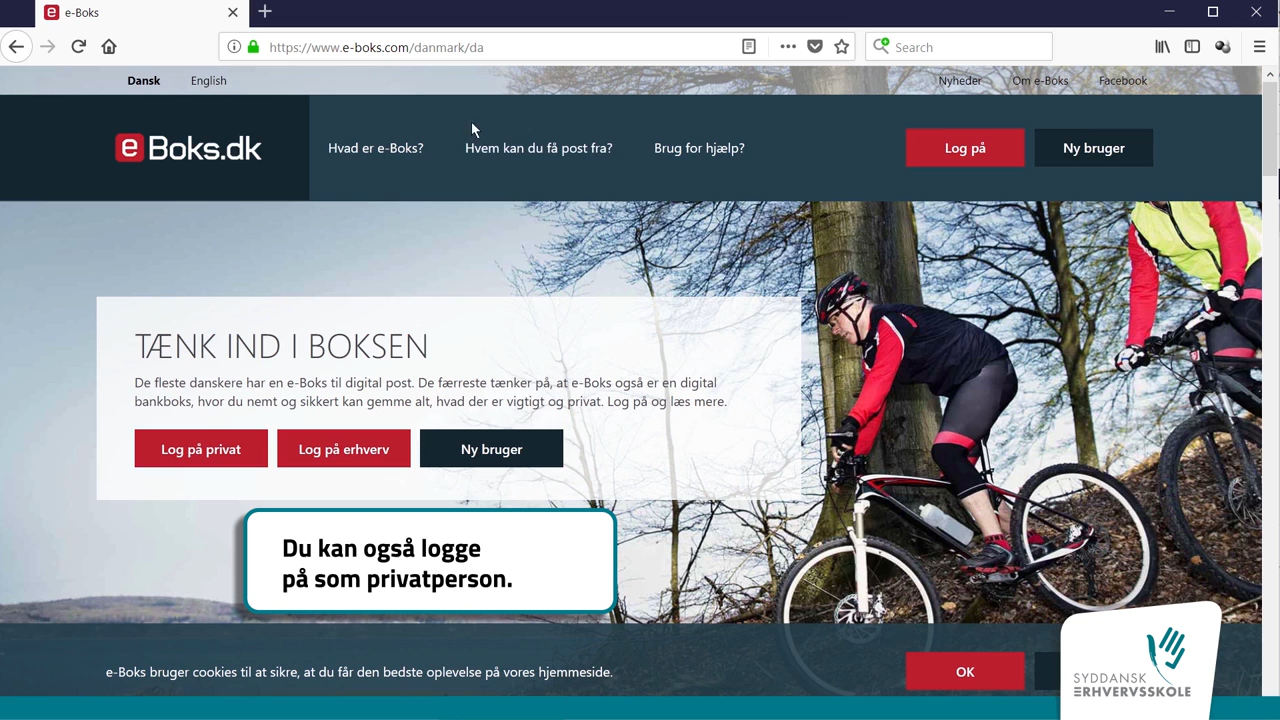 e-Boks
https://www.e-boks.com/danmark/da
Search
Dansk
English
Nyheder
Om e-Boks
Facebook
e Boks.dk
Hvad er e-Boks?
Hvem kan du få post fra?
Brug for hjælp?
Log på
Ny bruger
TÆNK IND I BOKSEN
De fleste danskere har en e-Boks til digital post. De færreste tænker på, at e-Boks også er en digital
bankboks, hvor du nemt og sikkert kan gemme alt, hvad der er vigtigt og privat. Log på og læs mere.
Log på privat
Log på erhverv
Ny bruger
Du kan også logge
på som privatperson.
e-Boks bruger cookies til at sikre, at du får den bedste oplevelse på vores hjemmeside.
OK
SYDDANSK
ERHVERVSSKOLE